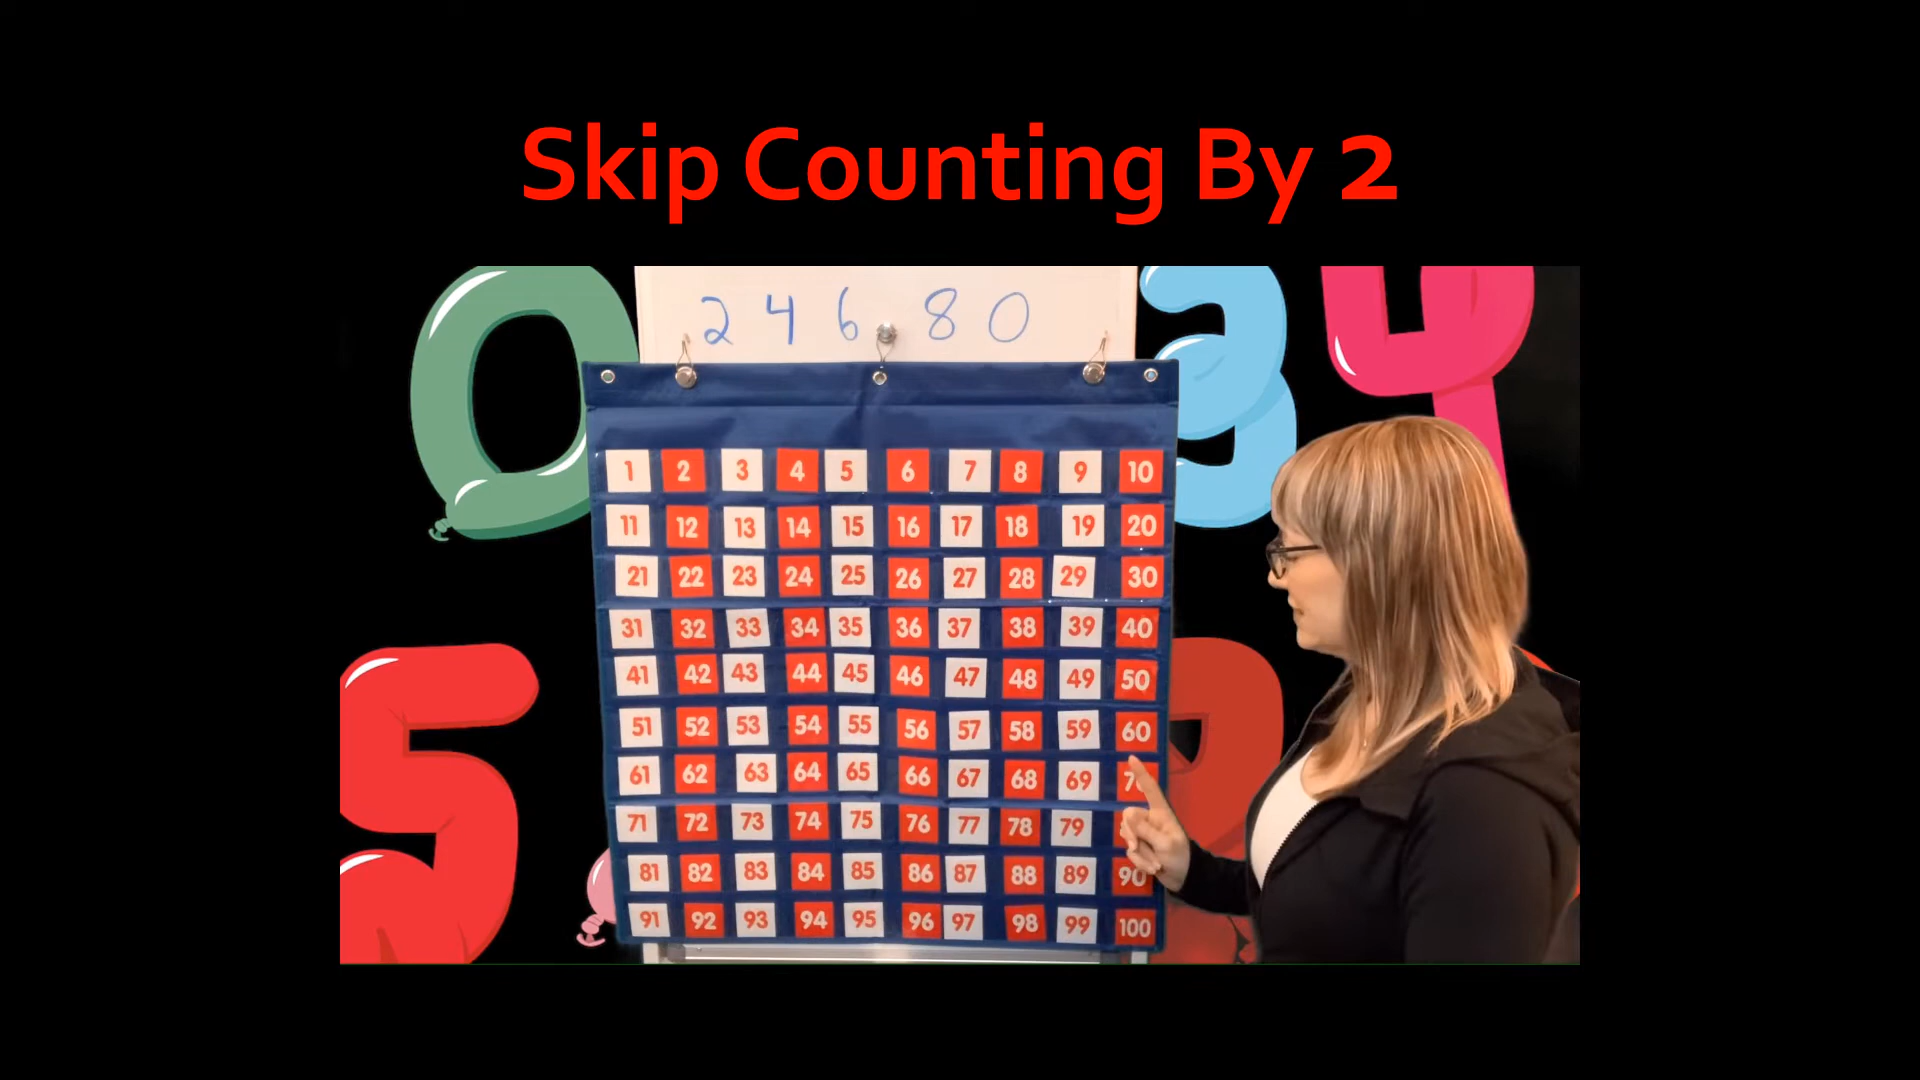 Skip Counting By 2
2 4 6 8 0
1 2 3 4 5 6 7 8 9 10
11 12 13 14 15 16 17 18 19 20
21 22 23 24 25 26 27 28 29 30
31 32 33 34 35 36 37 38 39 40
41 42 43 44 45 46 47 48 49 50
51 52 53 54 55 56 57 58 59 60
61 62 63 64 65 66 67 68 69
71 72 73 74 75 76 77 78 79
81 82 83 84 85 86 87 88 89 90
91 92 93 94 95 96 97 98 99 100